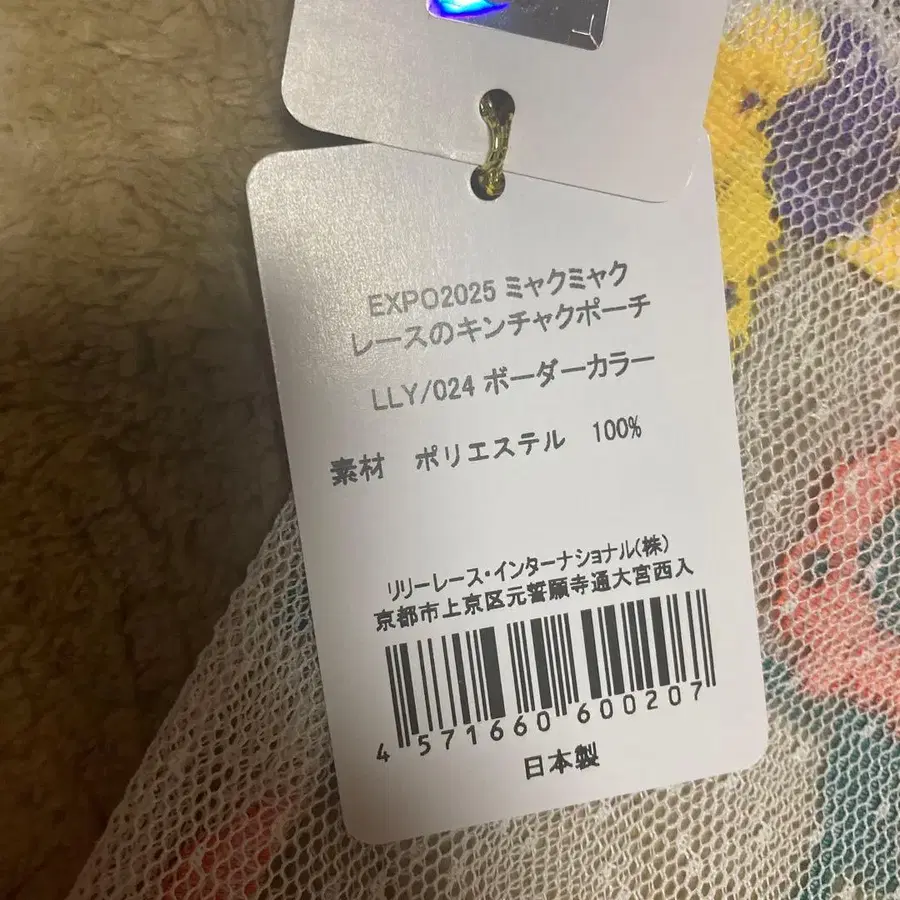 EXPO2025 ミャクミャク
レースのキンチャクポーチ
LLY/024 ボーダーカラー
素材　ポリエステル　100%
リリーレース・インターナショナル(株)
京都市上京区元誓願寺通大宮西入
4 571660 600207
日本製